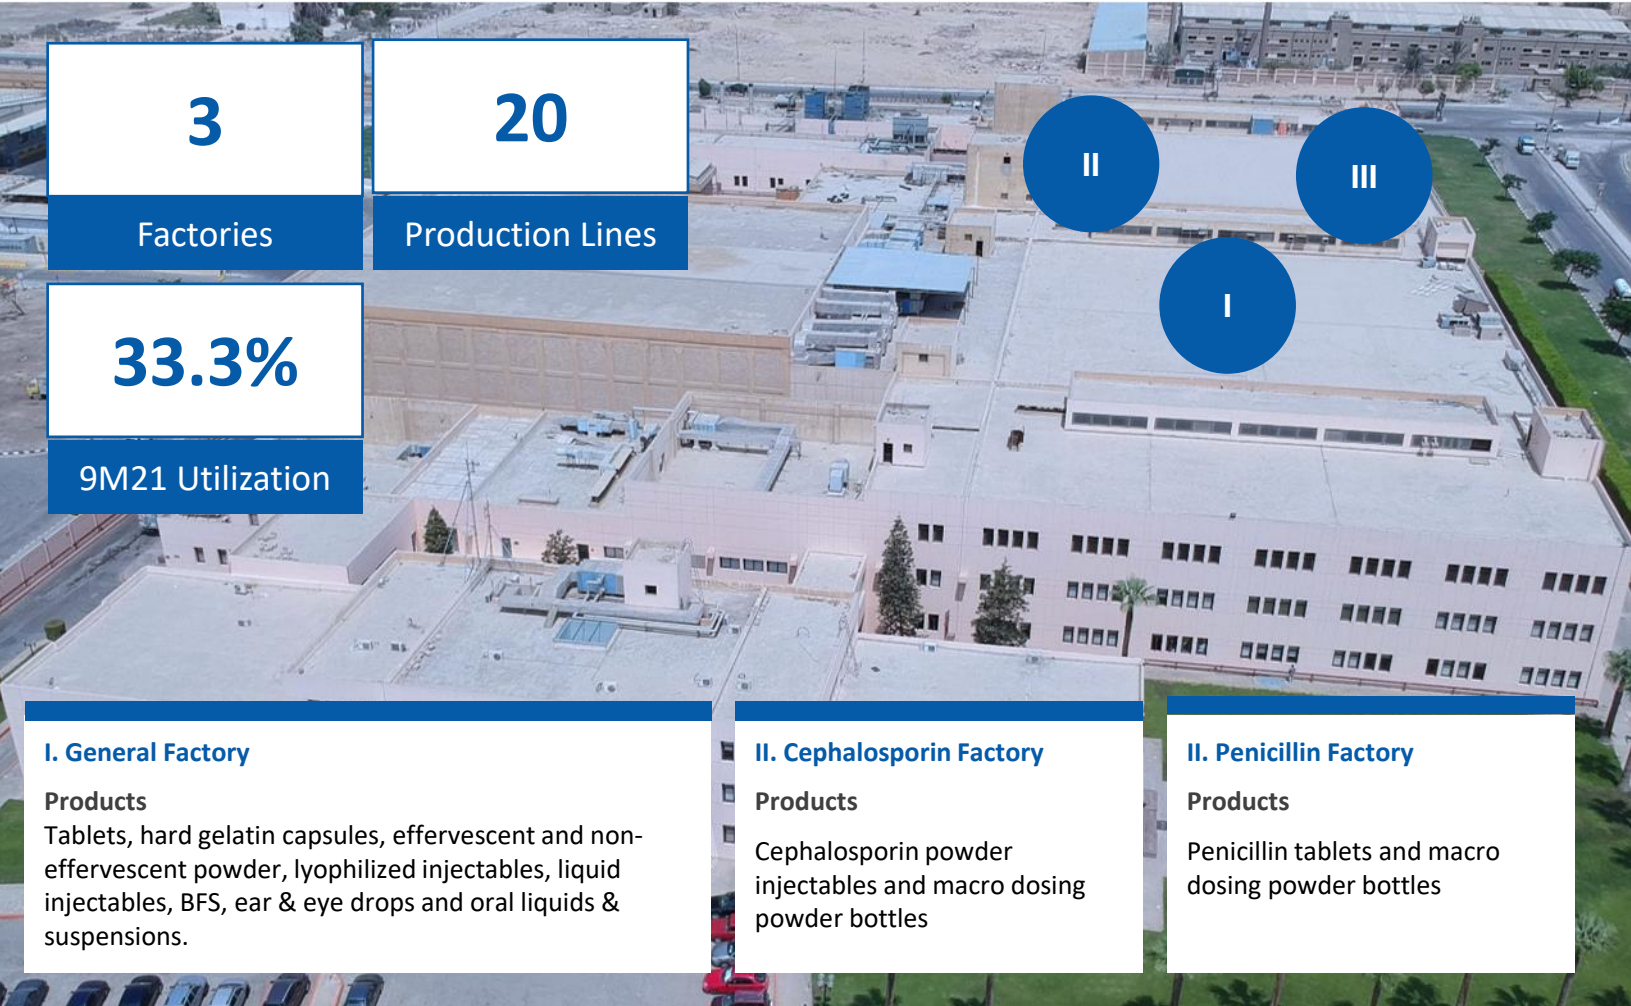 3
Factories
20
Production Lines
33.3%
9M21 Utilization
II
III
I
I. General Factory
Products
Tablets, hard gelatin capsules, effervescent and non-
effervescent powder, lyophilized injectables, liquid
injectables, BFS, ear & eye drops and oral liquids &
suspensions.
II. Cephalosporin Factory
Products
Cephalosporin powder
injectables and macro dosing
powder bottles
II. Penicillin Factory
Products
Penicillin tablets and macro
dosing powder bottles